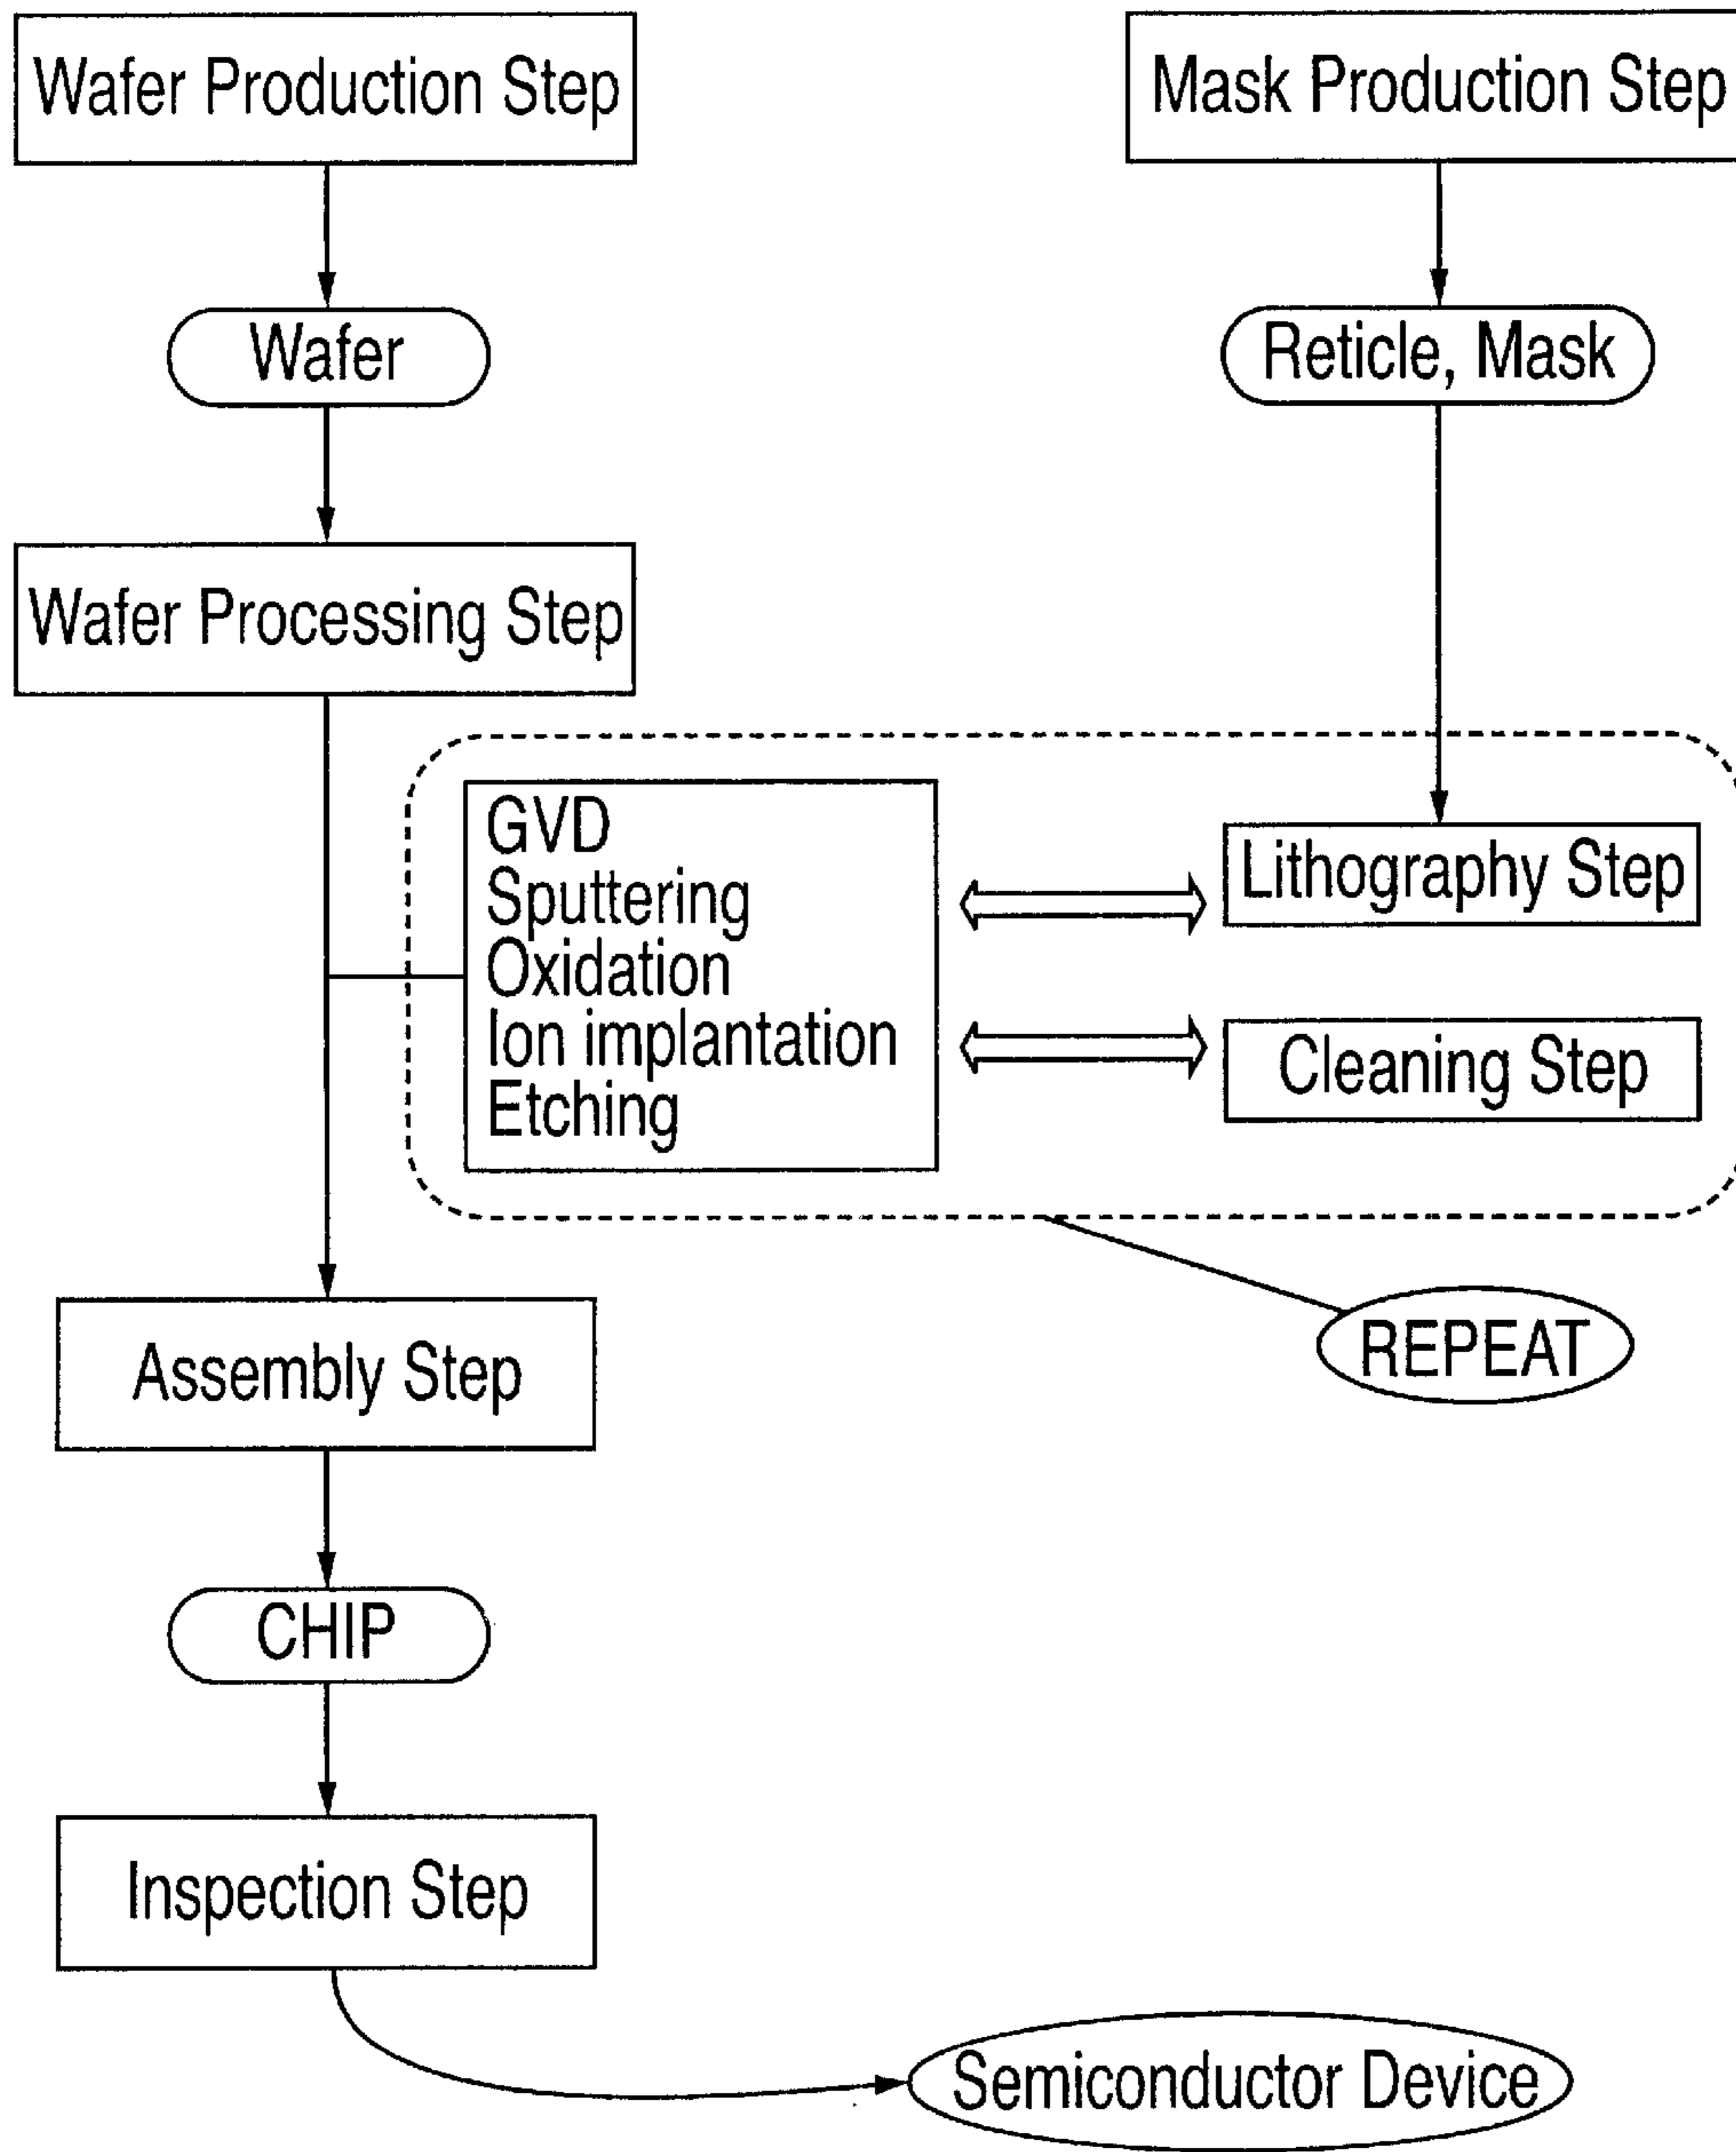 Wafer Production Step
Mask Production Step
Wafer
Reticle, Mask
Wafer Processing Step
GVD
Sputtering
Oxidation
Ion implantation
Etching
Lithography Step
Cleaning Step
REPEAT
Assembly Step
CHIP
Inspection Step
Semiconductor Device